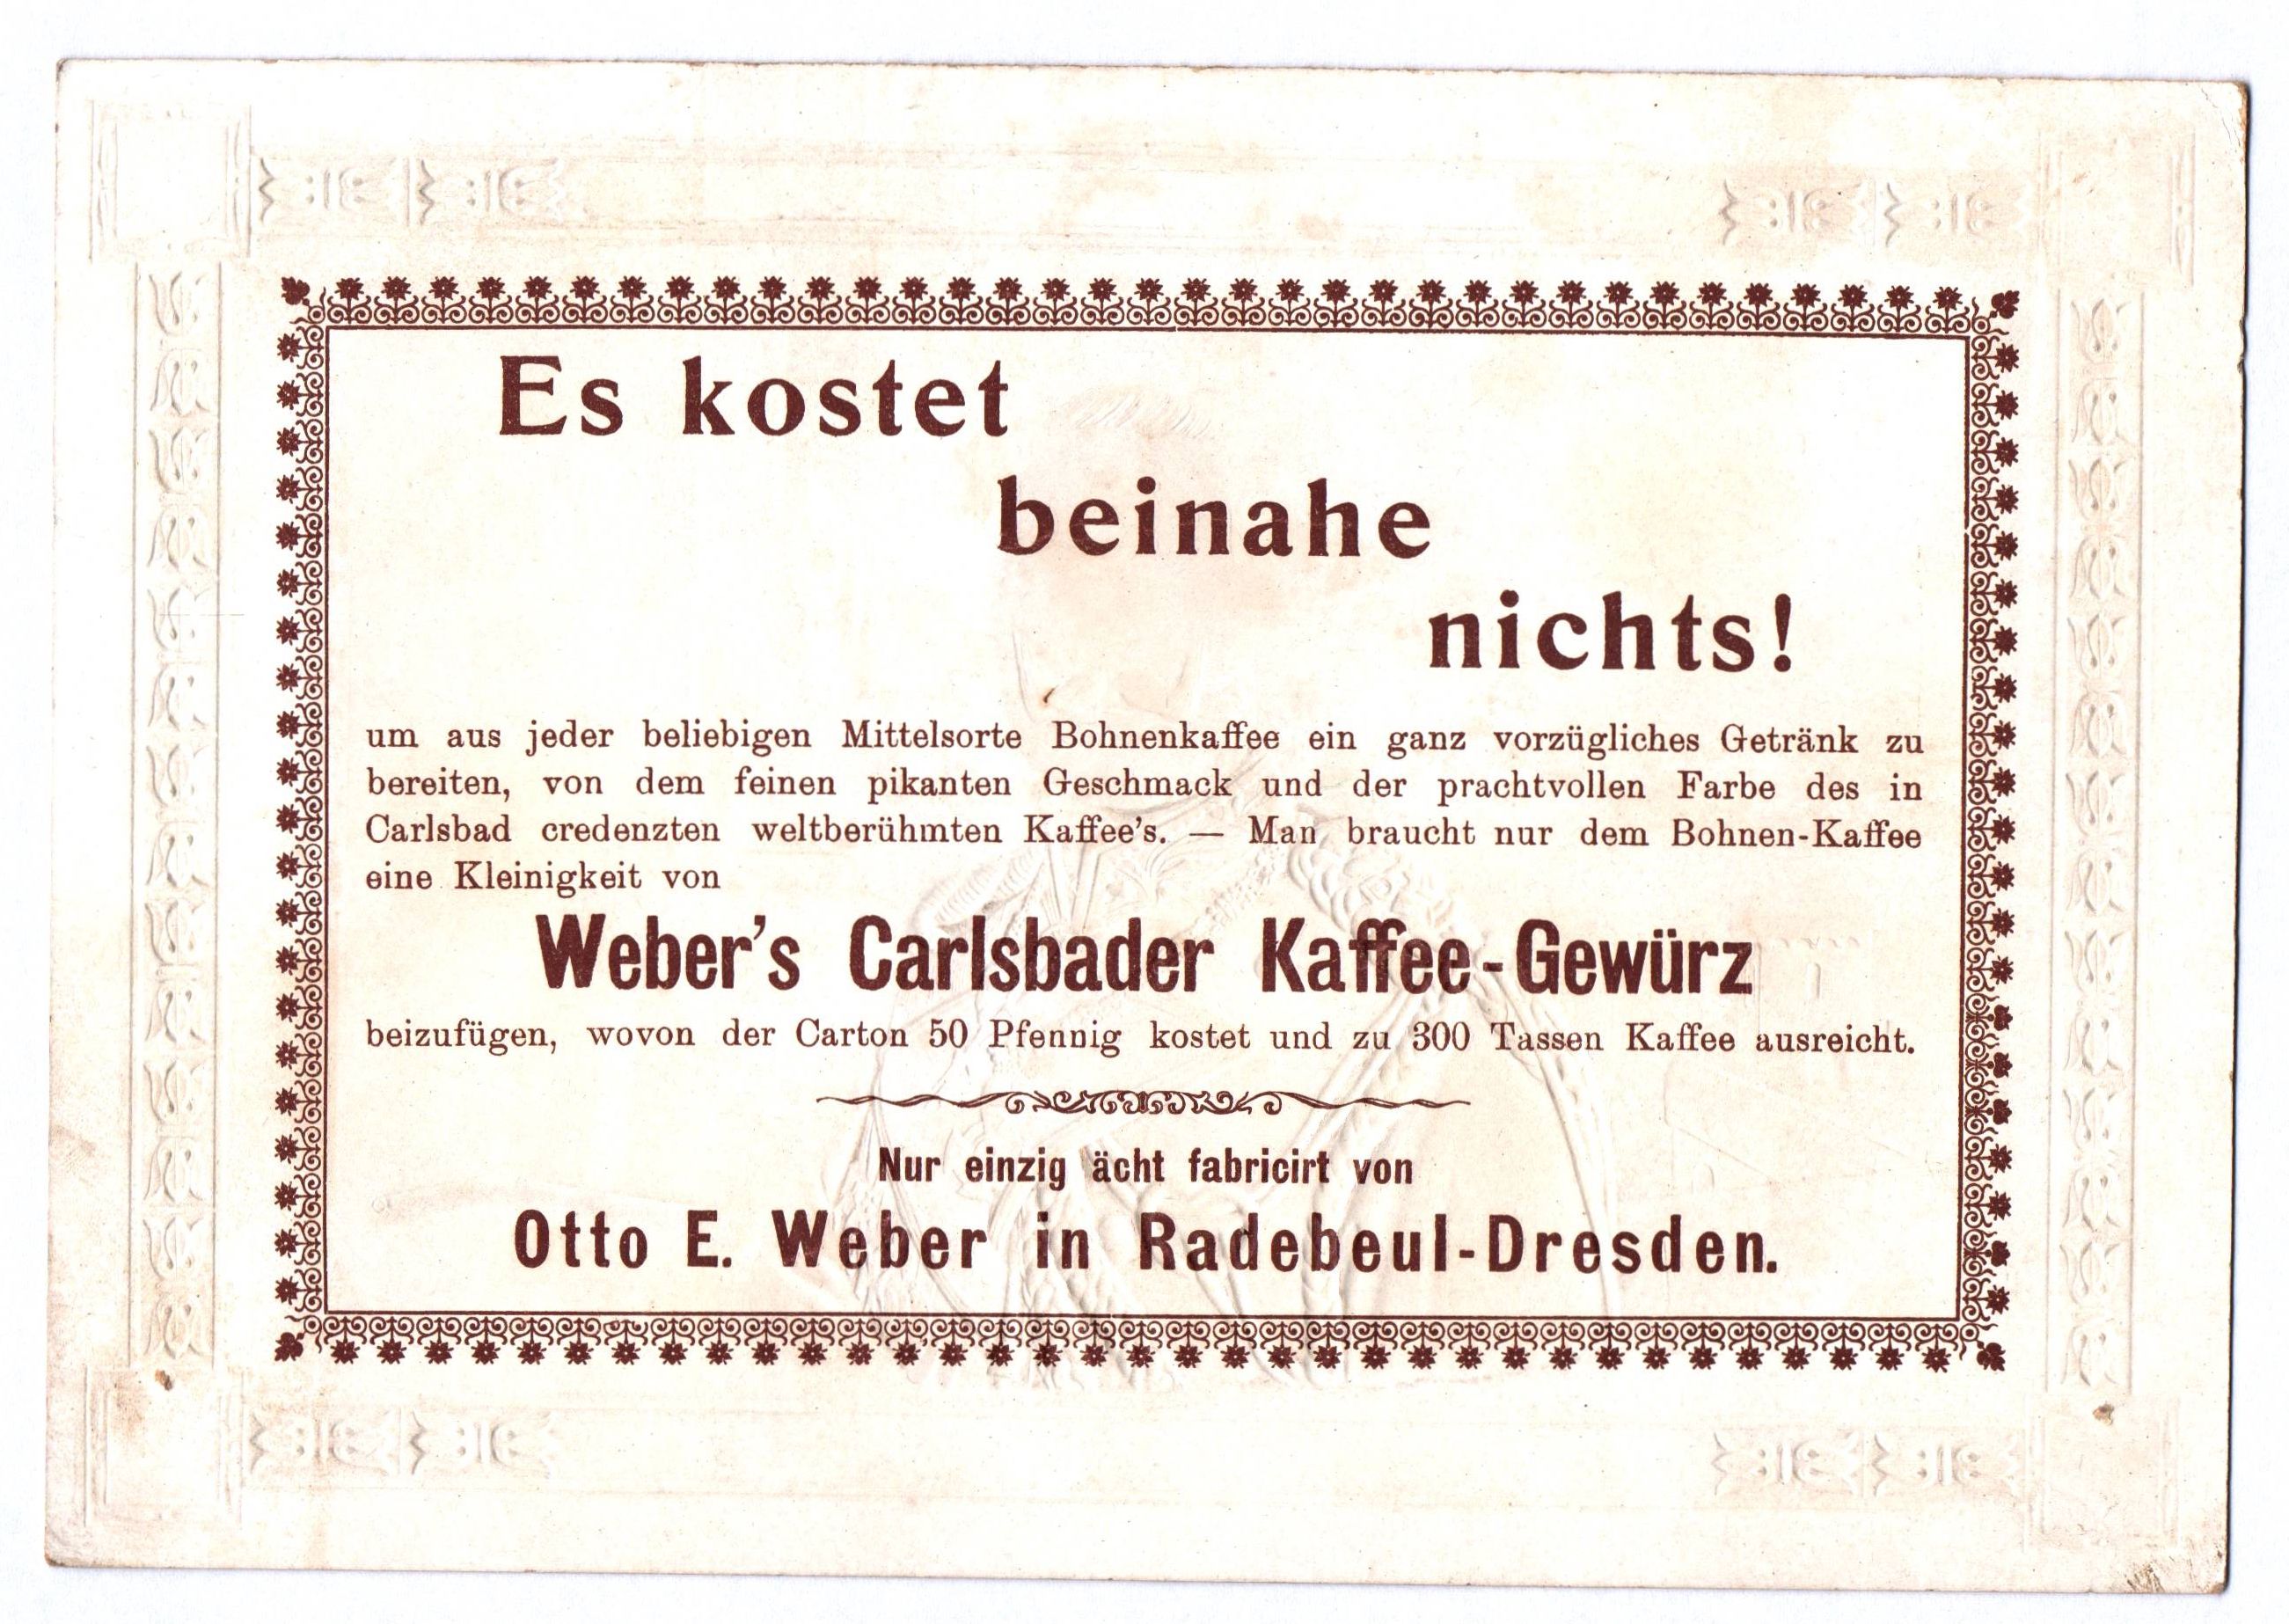 Es kostet
beinahe
nichts!
um aus jeder beliebigen Mittelsorte Bohnenkaffee ein ganz vorzügliches Getränk zu
bereiten, von dem feinen pikanten Geschmack und der prachtvollen Farbe des in
Carlsbad credenzten weltberühmten Kaffee's. — Man braucht nur dem Bohnen-Kaffee
eine Kleinigkeit von
Weber's Carlsbader Kaffee-Gewürz
beizufügen, wovon der Carton 50 Pfennig kostet und zu 300 Tassen Kaffee ausreicht.
Nur einzig ächt fabricirt von
Otto E. Weber in Radebeul-Dresden.